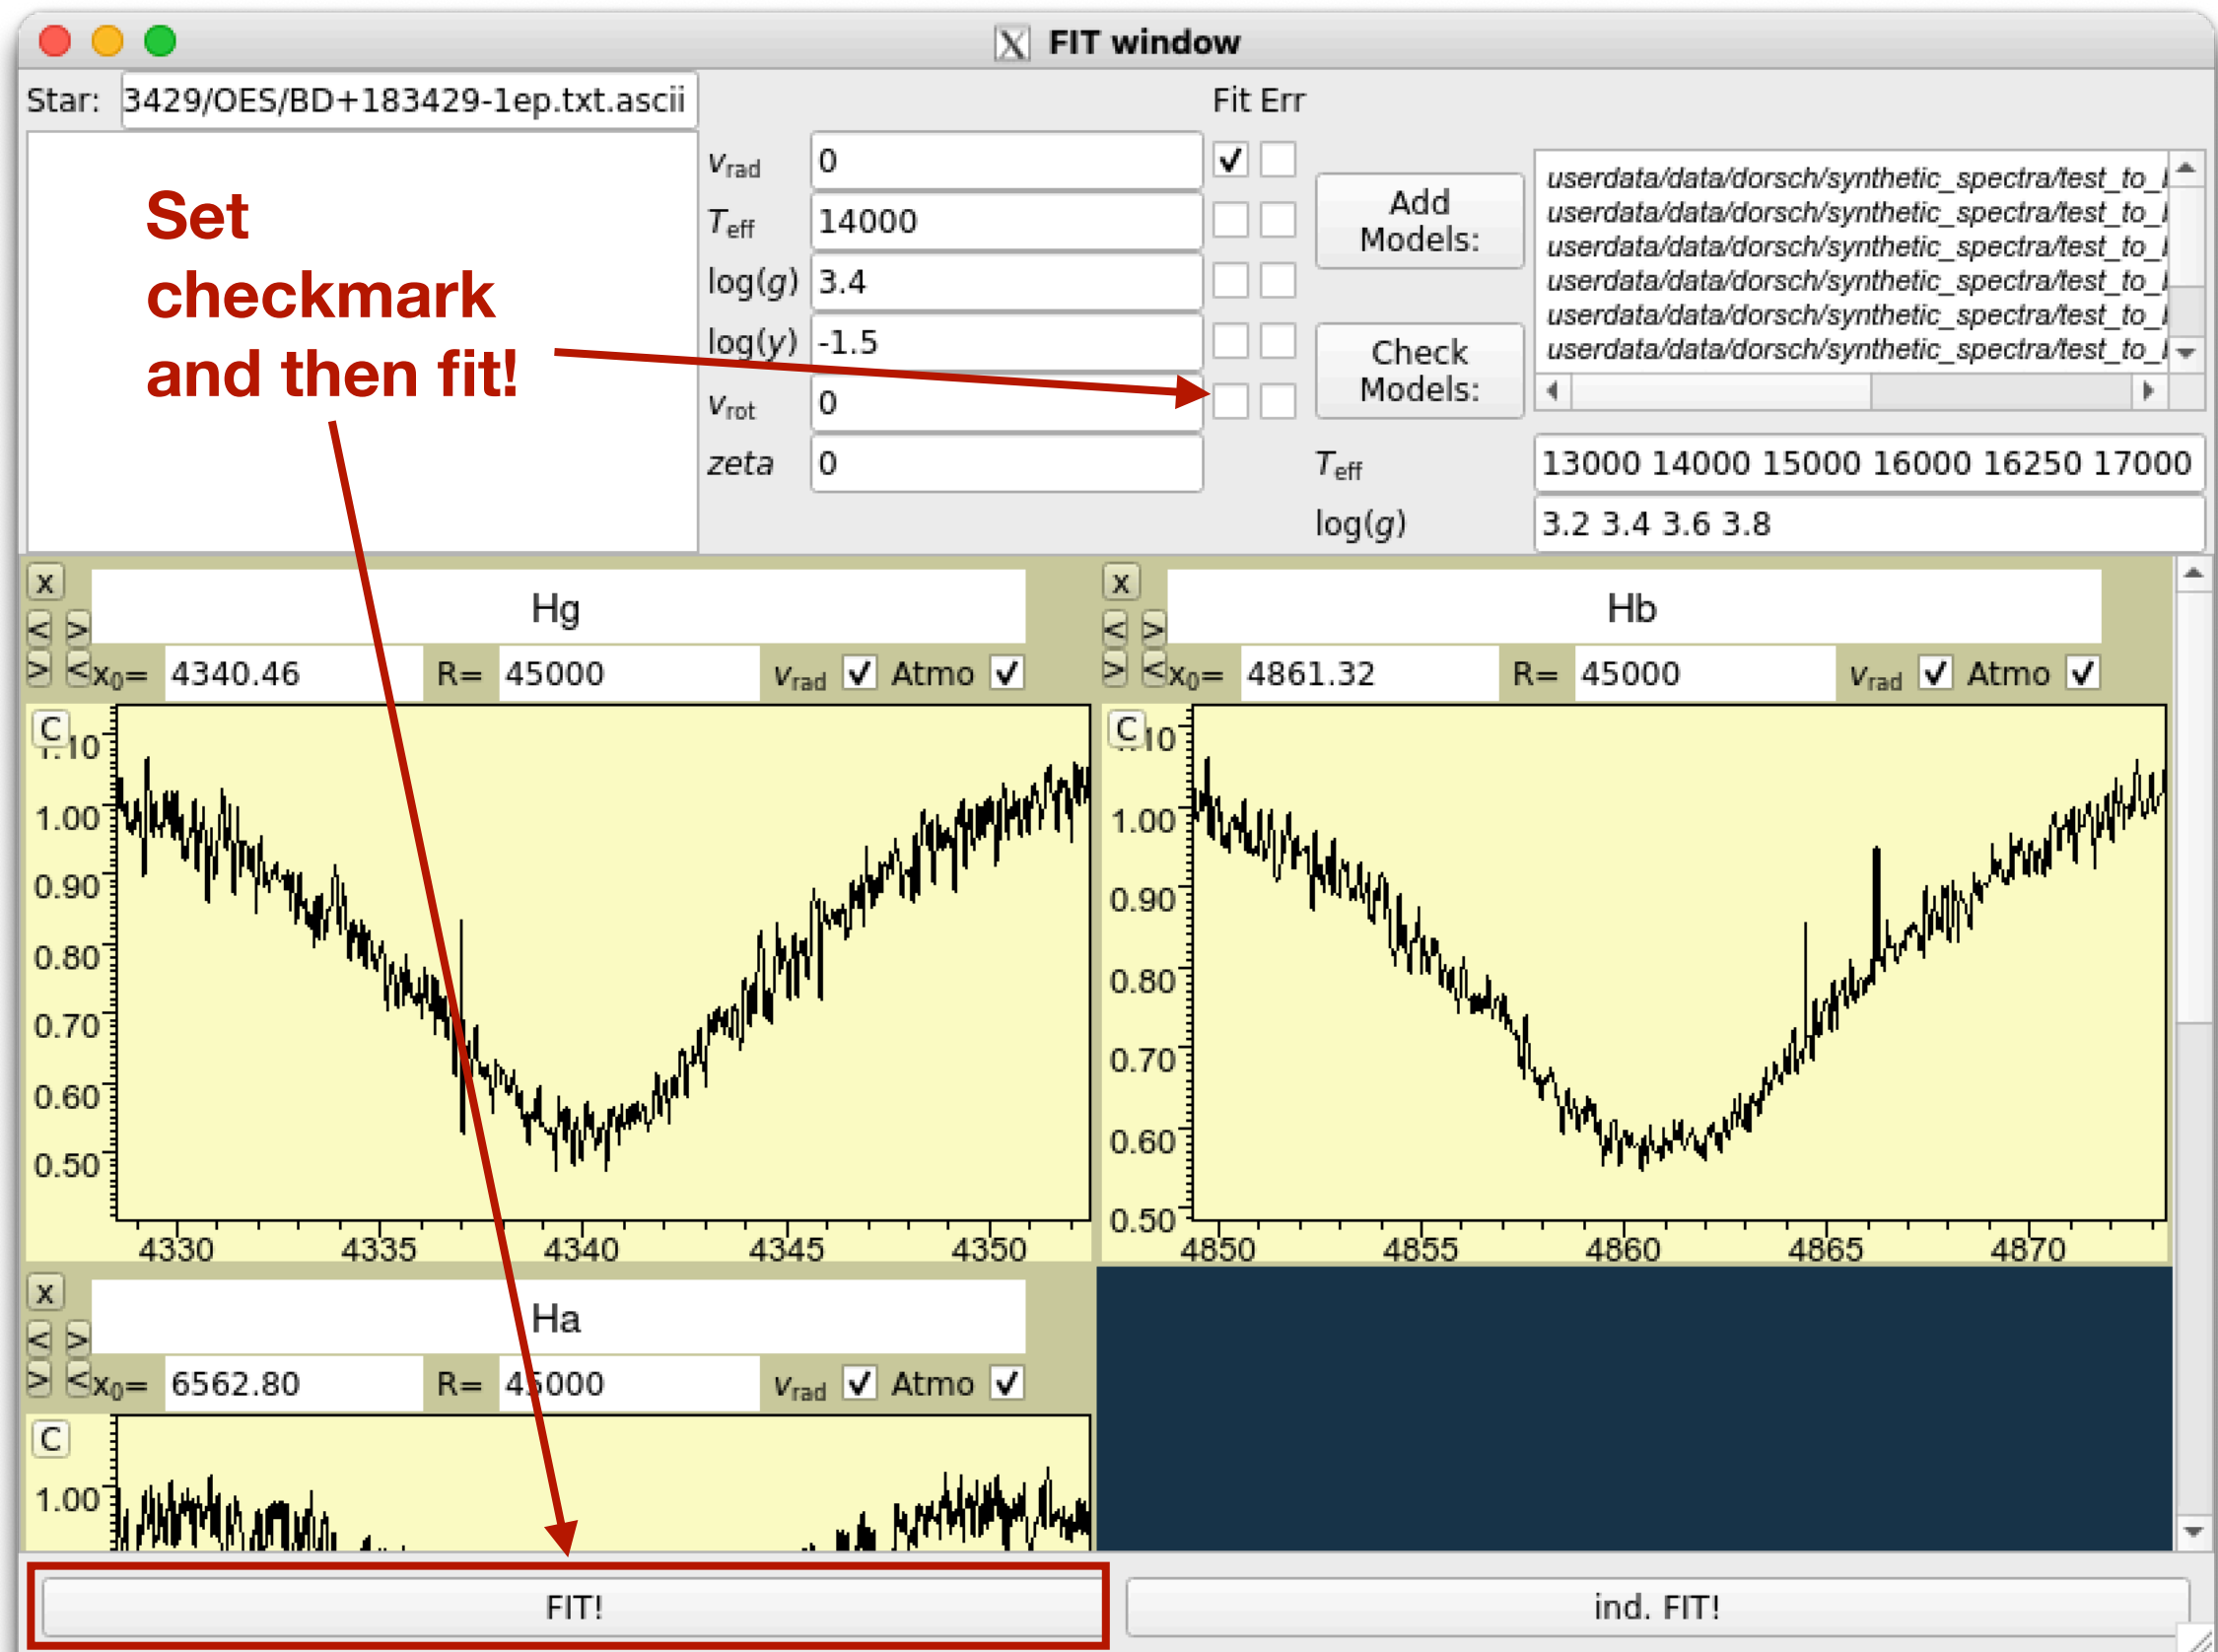 FIT window
Star: 3429/OES/BD+183429-1ep.txt.ascii
Fit Err
Set
checkmark
and then fit!
vrad 0
Teff 14000
log(g) 3.4
log(y) -1.5
vrot 0
zeta 0
Add
Models:
Check
Models:
userdata/data/dorsch/synthetic_spectra/test_to_
userdata/data/dorsch/synthetic_spectra/test_to_
userdata/data/dorsch/synthetic_spectra/test_to_
userdata/data/dorsch/synthetic_spectra/test_to_
userdata/data/dorsch/synthetic_spectra/test_to_
userdata/data/dorsch/synthetic_spectra/test_to_
Teff 13000 14000 15000 16000 16250 17000
log(g) 3.2 3.4 3.6 3.8
x
Hg
< >
> <
x0= 4340.46 R= 45000 vrad Atmo
C
1.10
1.00
0.90
0.80
0.70
0.60
0.50
4330 4335 4340 4345 4350
x
Hb
< >
> <
x0= 4861.32 R= 45000 vrad Atmo
C
10
1.00
0.90
0.80
0.70
0.60
0.50
4850 4855 4860 4865 4870
x
Ha
< >
> <
x0= 6562.80 R= 45000 vrad Atmo
C
1.00
FIT!
ind. FIT!